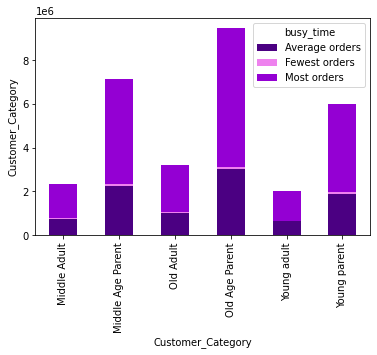 1e6
busy_time
Average orders
Fewest orders
Most orders
8
6
4
2
0
Customer_Category
Middle Adult
Middle Age Parent
Old Adult
Old Age Parent
Young adult
Young parent
Customer_Category